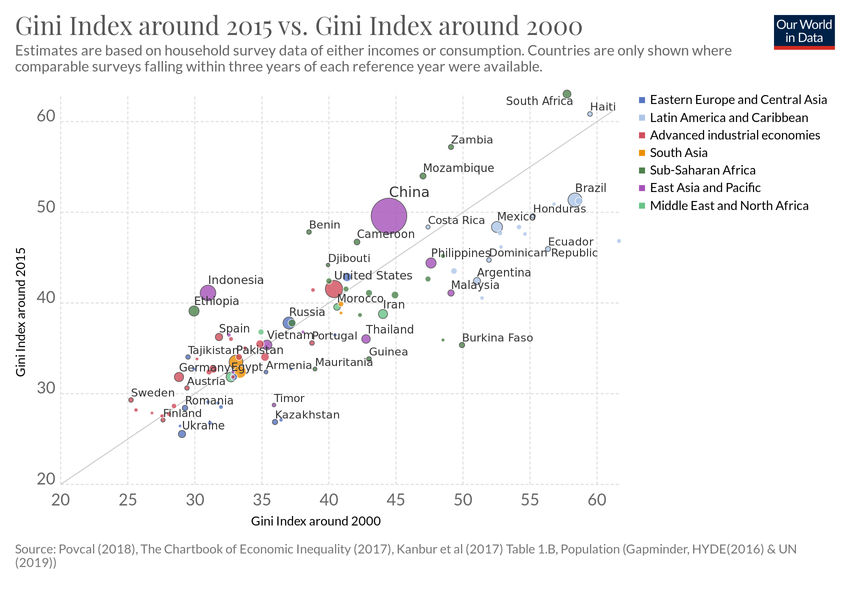 Gini Index around 2015 vs. Gini Index around 2000
Our World
in Data
Estimates are based on household survey data of either incomes or consumption. Countries are only shown where
comparable surveys falling within three years of each reference year were available.
Eastern Europe and Central Asia
Latin America and Caribbean
Advanced industrial economies
South Asia
Sub-Saharan Africa
East Asia and Pacific
Middle East and North Africa
Gini Index around 2015
60
50
40
30
20
South Africa
Haiti
Zambia
Mozambique
China
Brazil
Honduras
Mexico
Costa Rica
Benin
Cameroon
Ecuador
Philippines
Dominican Republic
Djibouti
Argentina
United States
Malaysia
Indonesia
Ethiopia
Morocco
Iran
Russia
Spain
Vietnam
Portugal
Thailand
Burkina Faso
Tajikistan
Pakistan
Guinea
Germany
Egypt
Armenia
Mauritania
Austria
Sweden
Romania
Timor
Finland
Kazakhstan
Ukraine
20
25
30
35
40
45
50
55
60
Gini Index around 2000
Source: Povcal (2018), The Chartbook of Economic Inequality (2017), Kanbur et al (2017) Table 1.B, Population (Gapminder, HYDE(2016) & UN
(2019))